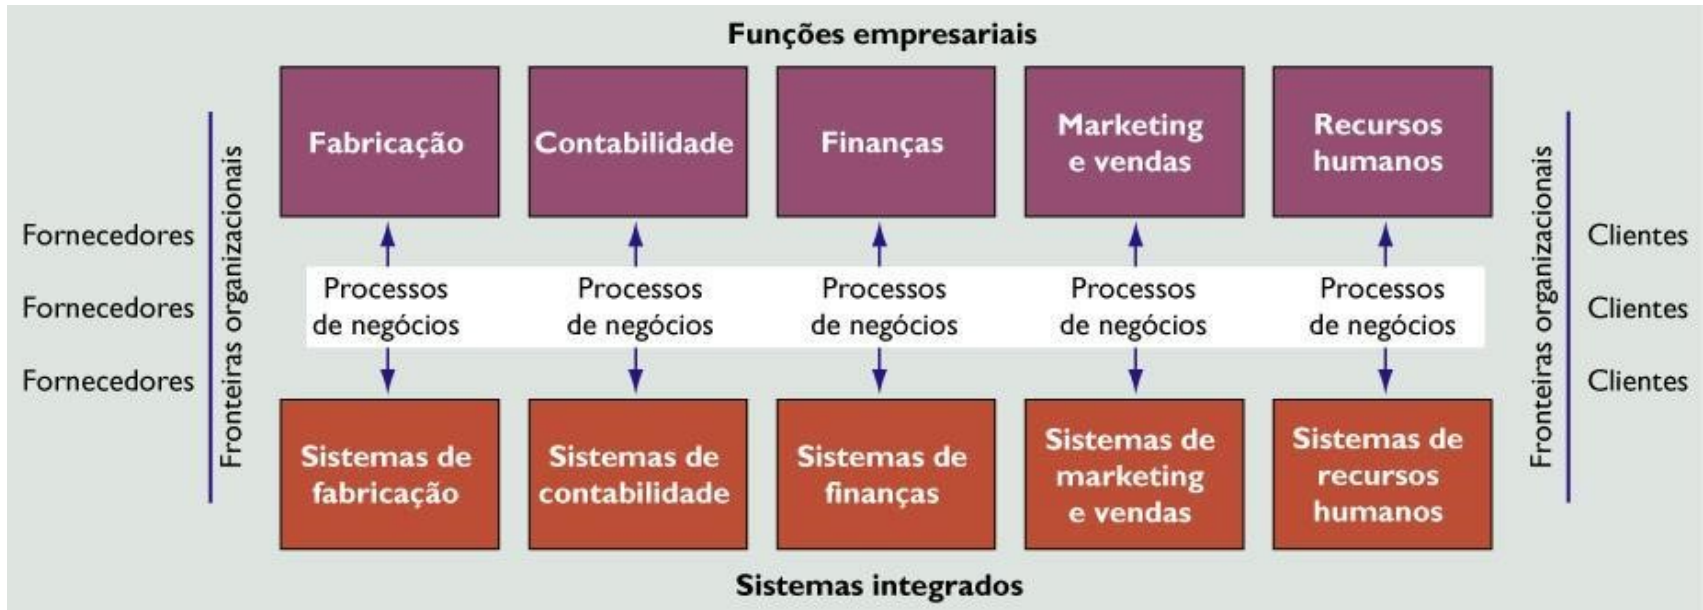 Funções empresariais
Fabricação
Contabilidade
Finanças
Marketing
e vendas
Recursos
humanos
Fornecedores
Fornecedores
Fornecedores
Fronteiras organizacionais
Processos
de negócios
Processos
de negócios
Processos
de negócios
Processos
de negócios
Processos
de negócios
Fronteiras organizacionais
Clientes
Clientes
Clientes
Sistemas de
fabricação
Sistemas de
contabilidade
Sistemas de
finanças
Sistemas de
marketing
e vendas
Sistemas de
recursos
humanos
Sistemas integrados